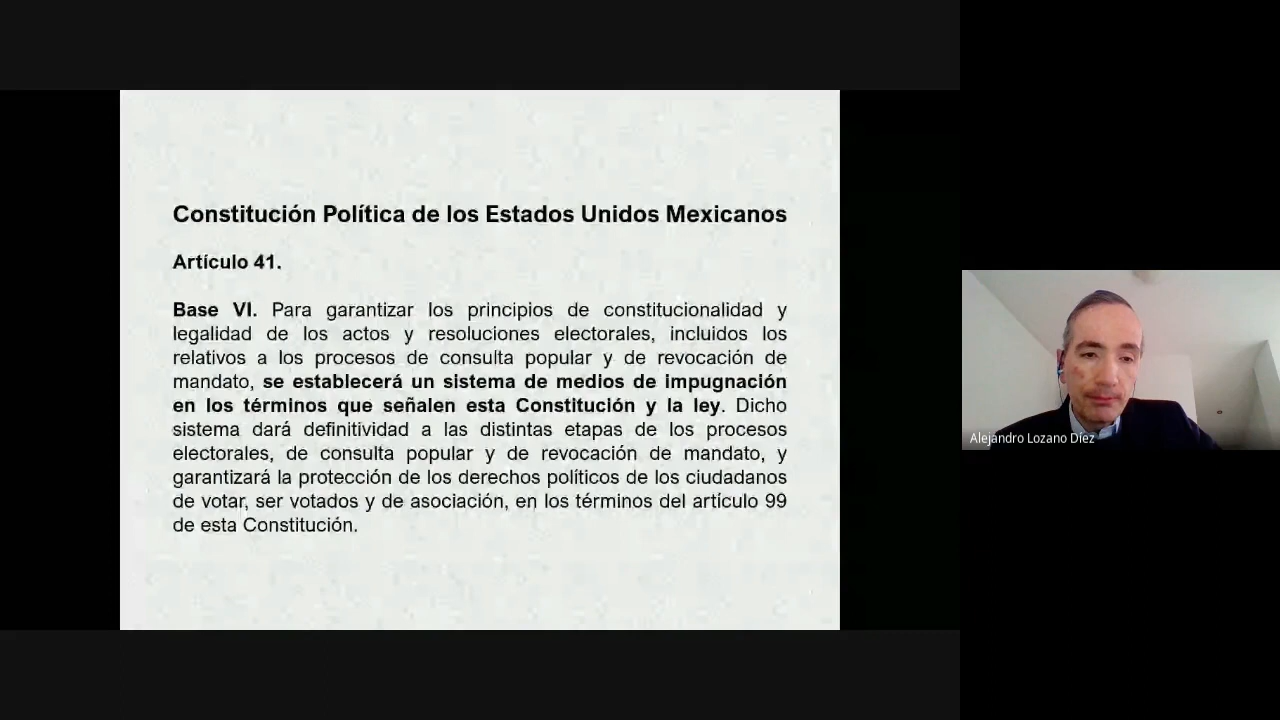 Constitución Política de los Estados Unidos Mexicanos
Artículo 41.
Base VI. Para garantizar los principios de constitucionalidad y
legalidad de los actos y resoluciones electorales, incluidos los
relativos a los procesos de consulta popular y de revocación de
mandato, se establecerá un sistema de medios de impugnación
en los términos que señalen esta Constitución y la ley. Dicho
sistema dará definitividad a las distintas etapas de los procesos
electorales, de consulta popular y de revocación de mandato, y
garantizará la protección de los derechos políticos de los ciudadanos
de votar, ser votados y de asociación, en los términos del artículo 99
de esta Constitución.
Alejandro Lozano Díez